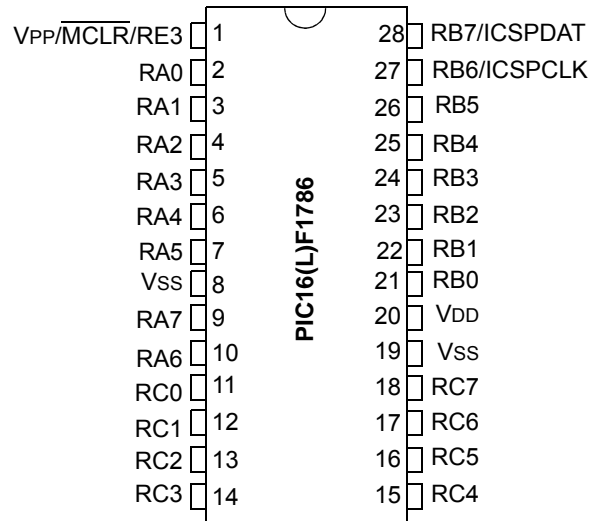 VPP/MCLR/RE3 1 28 RB7/ICSPDAT
RA0 2 27 RB6/ICSPCLK
RA1 3 26 RB5
RA2 4 25 RB4
RA3 5 24 RB3
RA4 6 23 RB2
RA5 7 22 RB1
VSS 8 21 RB0
RA7 9 20 VDD
RA6 10 19 VSS
RC0 11 18 RC7
RC1 12 17 RC6
RC2 13 16 RC5
RC3 14 15 RC4
PIC16(L)F1786